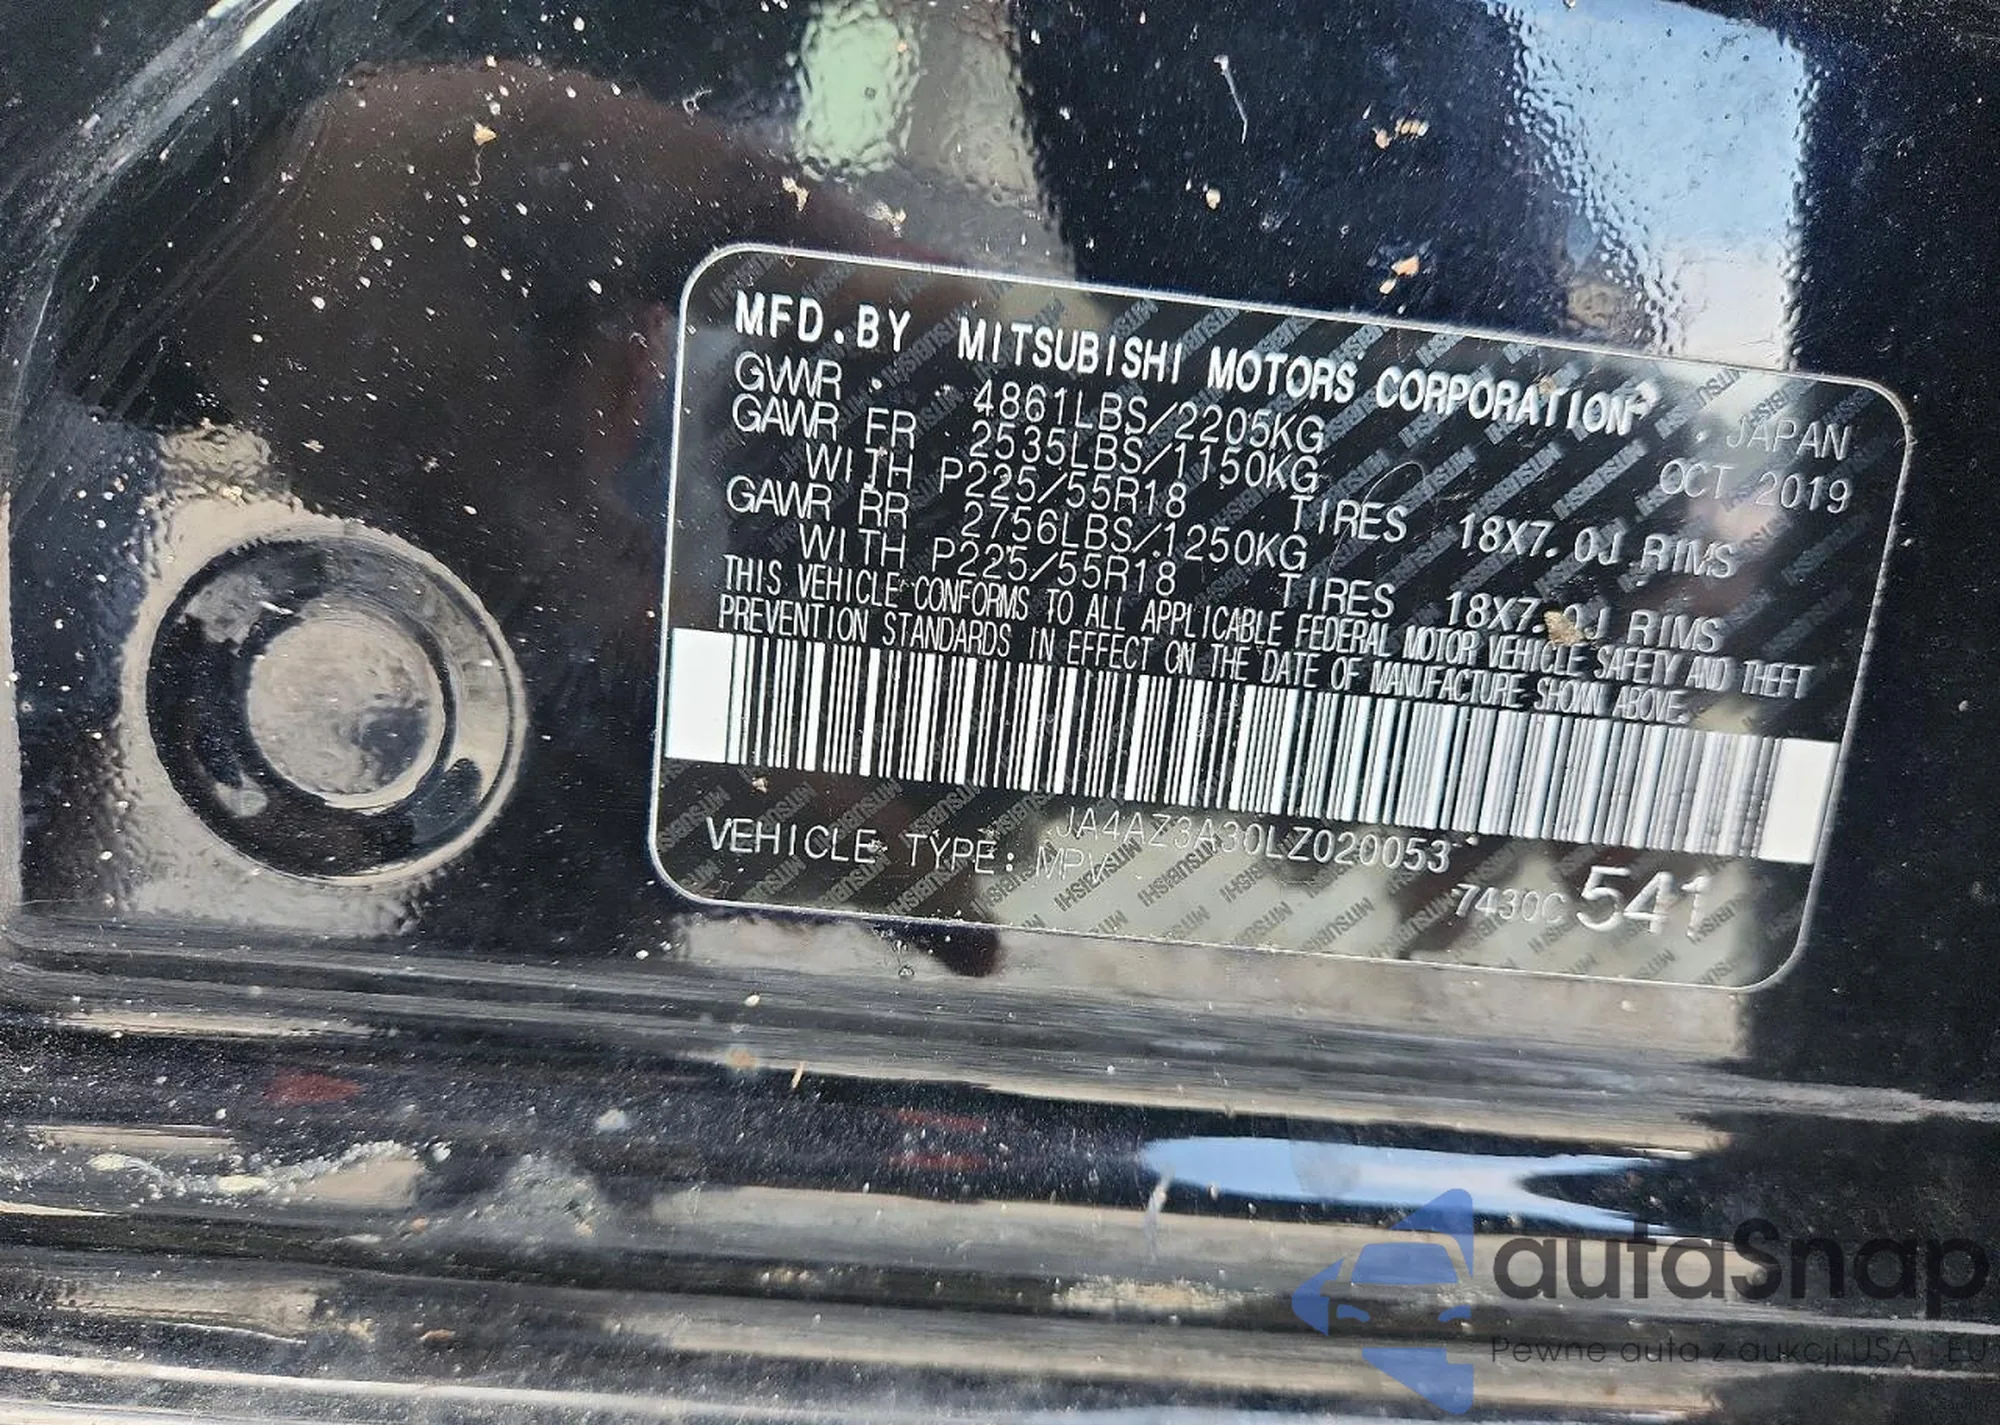 MFD.BY MITSUBISHI MOTORS CORPORATION
JAPAN
GVWR 4861LBS/2205KG
OCT 2019
GAWR FR 2535LBS/1150KG
WITH P225/55R18 TIRES 18X7.0J RIMS
GAWR RR 2756LBS/1250KG
WITH P225/55R18 TIRES 18X7.0J RIMS
THIS VEHICLE CONFORMS TO ALL APPLICABLE FEDERAL MOTOR VEHICLE SAFETY AND THEFT
PREVENTION STANDARDS IN EFFECT ON THE DATE OF MANUFACTURE SHOWN ABOVE.
JA4AZ3A30LZ020053
VEHICLE TYPE: MPV
7430C 541
autaSnap
Pewne auta z aukcji USA i EU